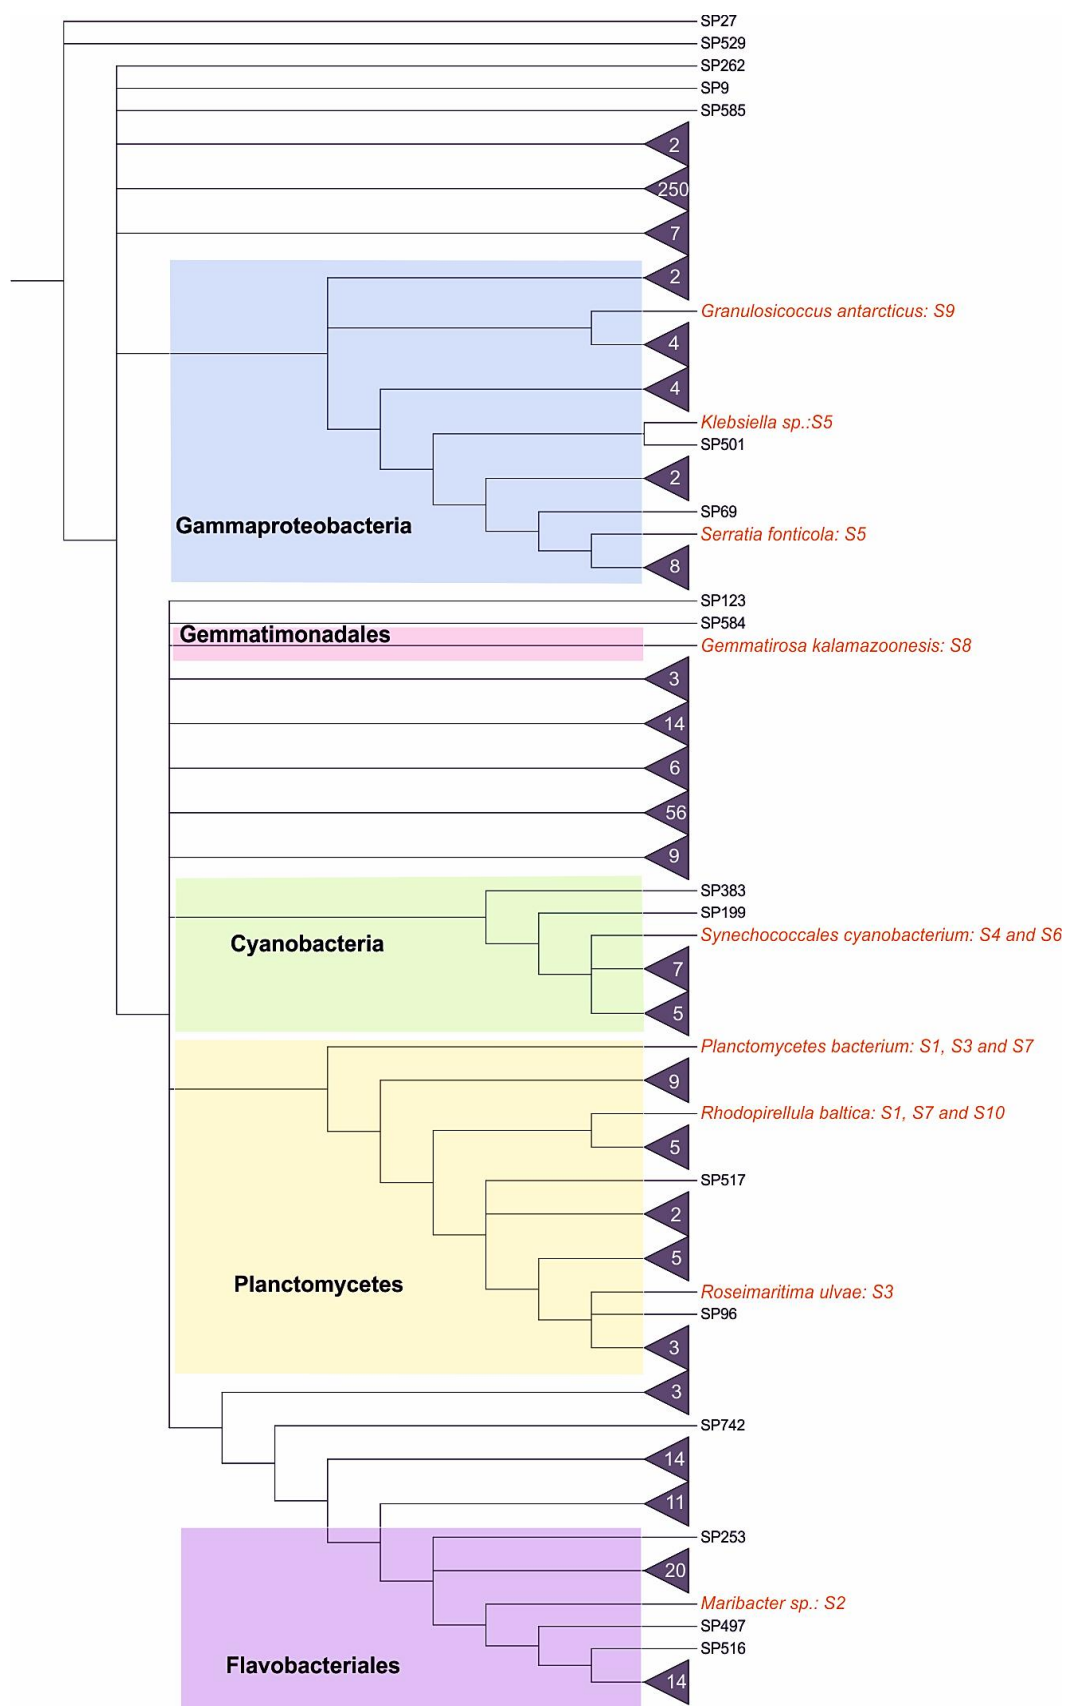 SP27
SP529
SP262
SP9
SP585
2
250
7
2
Granulosicoccus antarcticus: S9
4
4
Klebsiella sp.:S5
SP501
2
SP69
Gammaproteobacteria
Serratia fonticola: S5
8
SP123
SP584
Gemmatimonadales
Gemmatirosa kalamazoonesis: S8
3
14
6
56
9
SP383
SP199
Synechococcales cyanobacterium: S4 and S6
Cyanobacteria
7
5
Planctomycetes bacterium: S1, S3 and S7
9
Rhodopirellula baltica: S1, S7 and S10
5
SP517
2
5
Planctomycetes
Roseimaritima ulvae: S3
SP96
3
3
SP742
14
11
SP253
20
Maribacter sp.: S2
SP497
SP516
Flavobacteriales
14